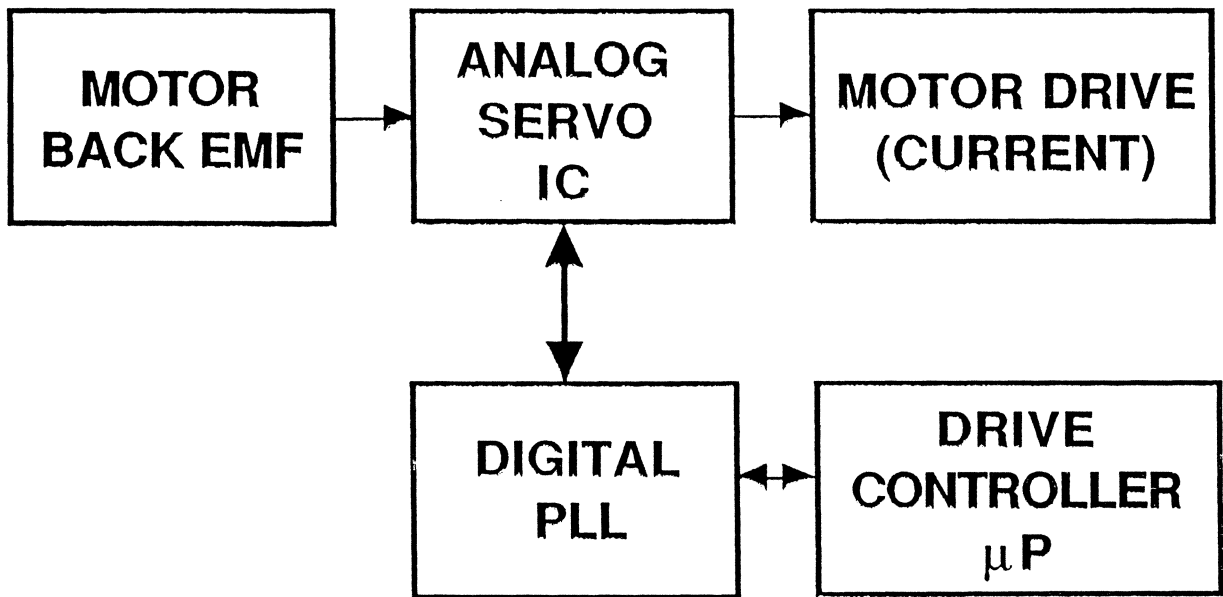 MOTOR
BACK EMF
ANALOG
SERVO
IC
MOTOR DRIVE
(CURRENT)
DIGITAL
PLL
DRIVE
CONTROLLER
μP